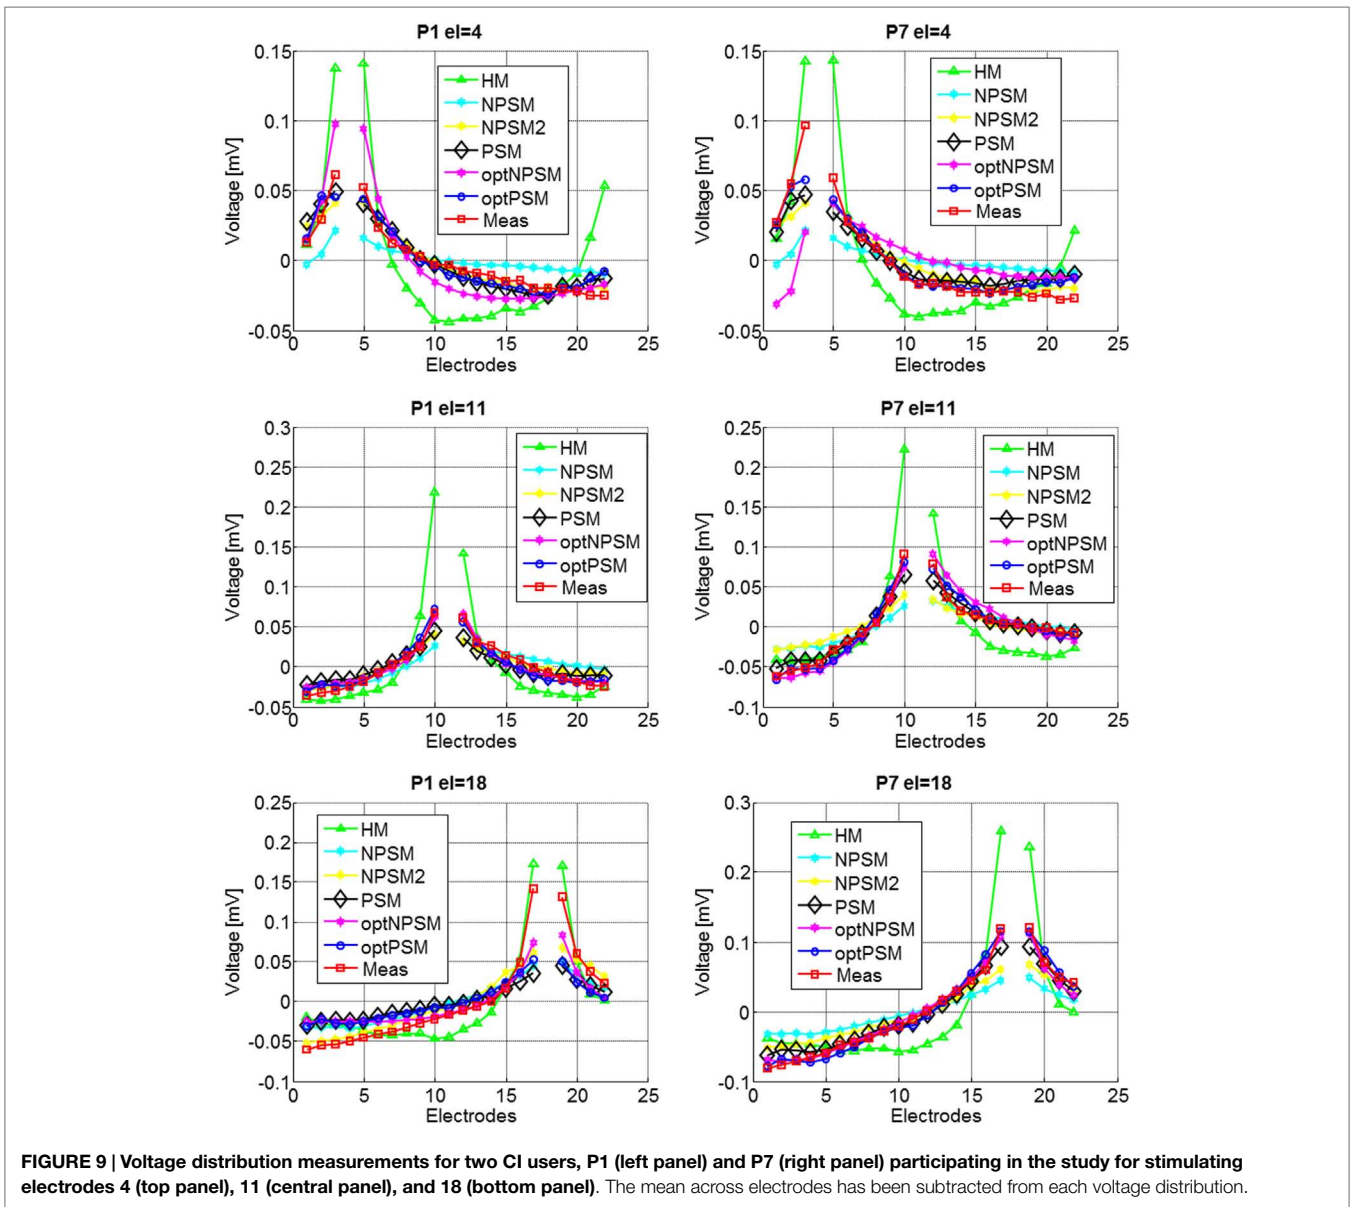 P1 el=4
0.15
0.1
0.05
0
-0.05
0
5
10
15
20
25
Voltage [mV]
Electrodes
HM
NPSM
NPSM2
PSM
optNPSM
optPSM
Meas
P7 el=4
0.15
0.1
0.05
0
-0.05
0
5
10
15
20
25
Voltage [mV]
Electrodes
HM
NPSM
NPSM2
PSM
optNPSM
optPSM
Meas
P1 el=11
0.3
0.25
0.2
0.15
0.1
0.05
0
-0.05
0
5
10
15
20
25
Voltage [mV]
Electrodes
HM
NPSM
NPSM2
PSM
optNPSM
optPSM
Meas
P7 el=11
0.25
0.2
0.15
0.1
0.05
0
-0.05
-0.1
0
5
10
15
20
25
Voltage [mV]
Electrodes
HM
NPSM
NPSM2
PSM
optNPSM
optPSM
Meas
P1 el=18
0.25
0.2
0.15
0.1
0.05
0
-0.05
-0.1
0
5
10
15
20
25
Voltage [mV]
Electrodes
HM
NPSM
NPSM2
PSM
optNPSM
optPSM
Meas
P7 el=18
0.3
0.2
0.1
0
-0.1
0
5
10
15
20
25
Voltage [mV]
Electrodes
HM
NPSM
NPSM2
PSM
optNPSM
optPSM
Meas
FIGURE 9 | Voltage distribution measurements for two CI users, P1 (left panel) and P7 (right panel) participating in the study for stimulating
electrodes 4 (top panel), 11 (central panel), and 18 (bottom panel). The mean across electrodes has been subtracted from each voltage distribution.